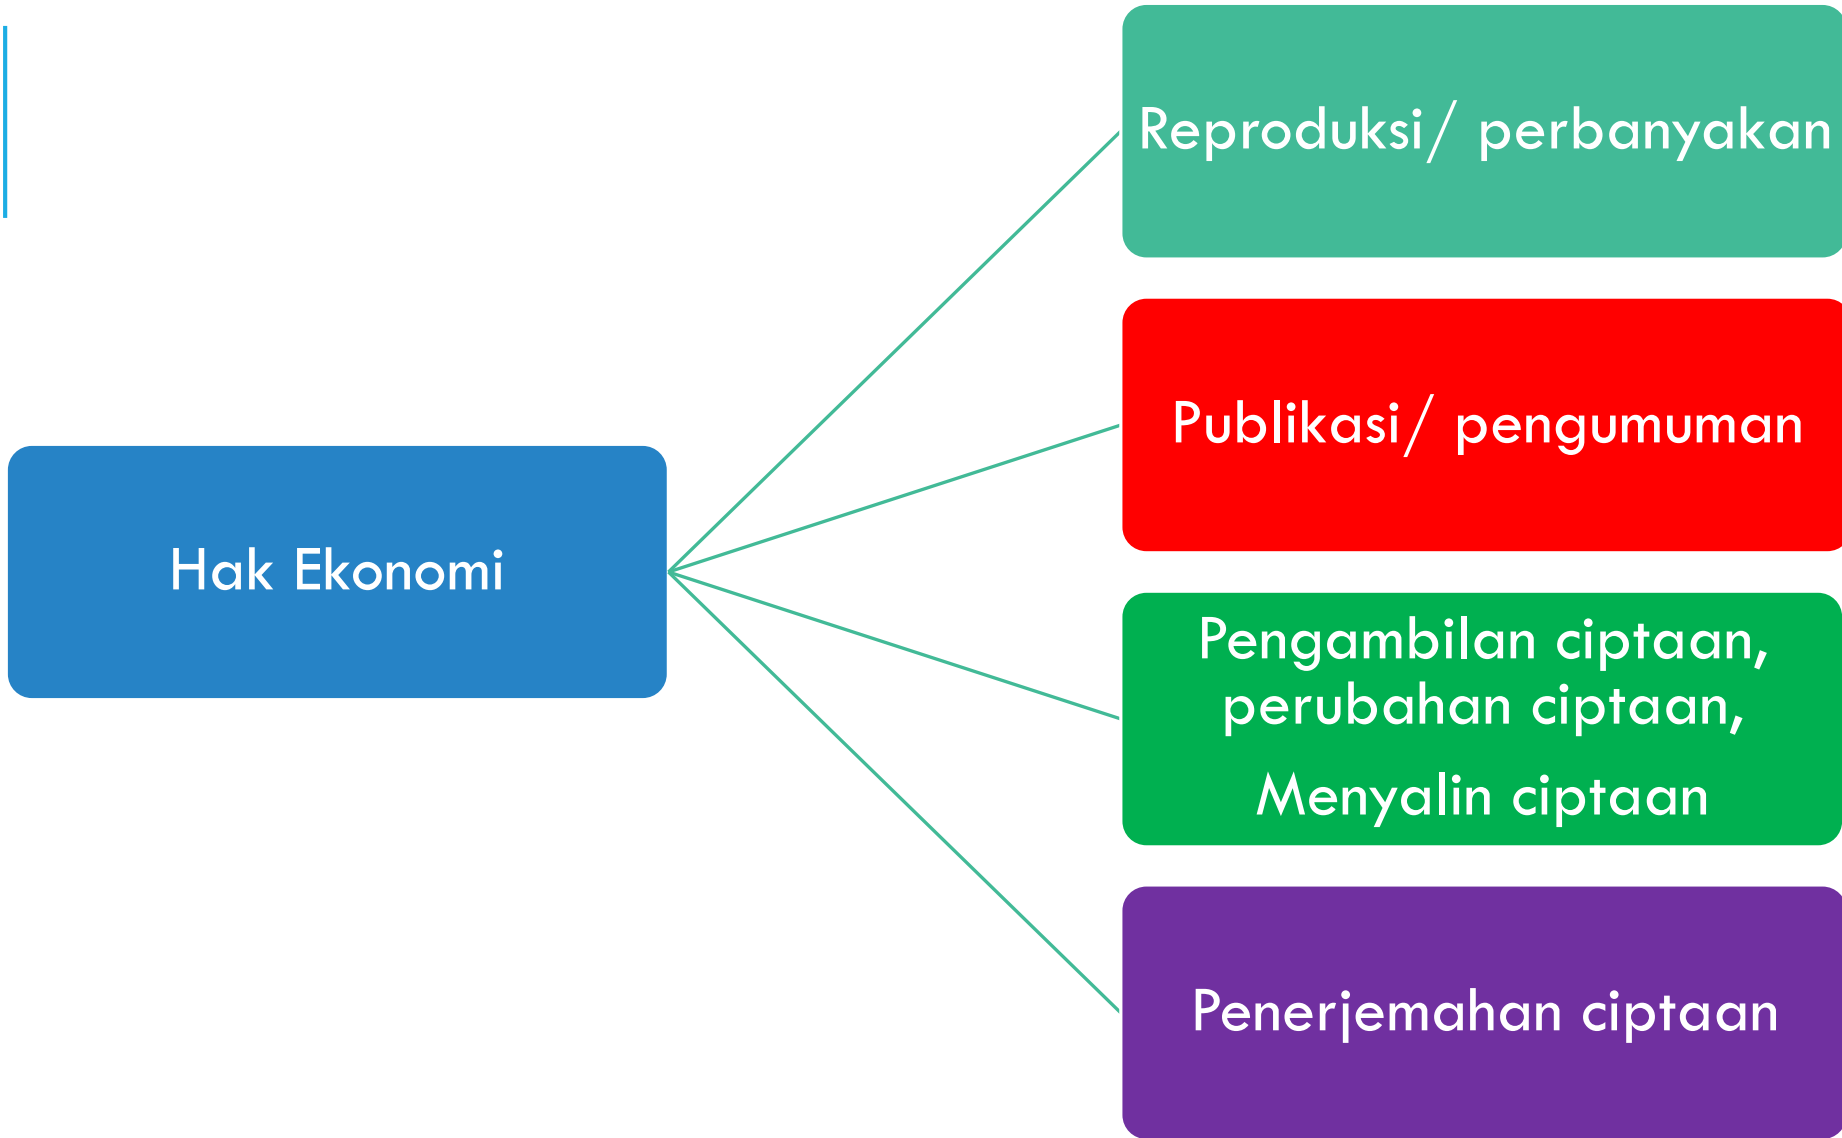 Hak Ekonomi
Reproduksi/ perbanyakan
Publikasi/ pengumuman
Pengambilan ciptaan,
perubahan ciptaan,
Menyalin ciptaan
Penerjemahan ciptaan